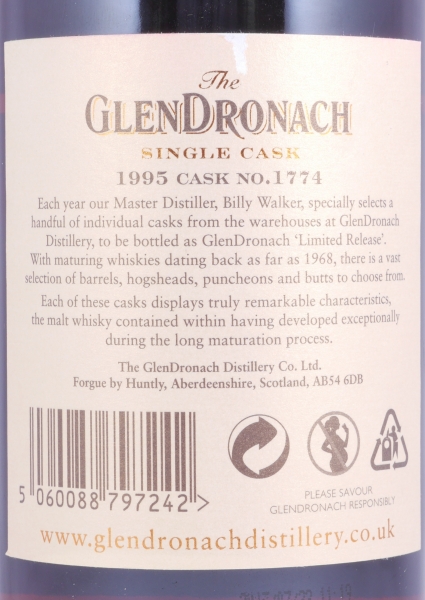 The
GLENDRONACH
SINGLE CASK
1995 CASK NO.1774
Each year our Master Distiller, Billy Walker, specially selects a
handful of individual casks from the warehouses at GlenDronach
Distillery, to be bottled as GlenDronach ‘Limited Release’.
With maturing whiskies dating back as far as 1968, there is a vast
selection of barrels, hogsheads, puncheons and butts to choose from.
Each of these casks displays truly remarkable characteristics,
the malt whisky contained within having developed exceptionally
during the long maturation process.
The GlenDronach Distillery Co. Ltd.
Forgue by Huntly, Aberdeenshire, Scotland, AB54 6DB
5 060088 797242 >
PLEASE SAVOUR
GLENDRONACH RESPONSIBLY
www.glendronachdistillery.co.uk